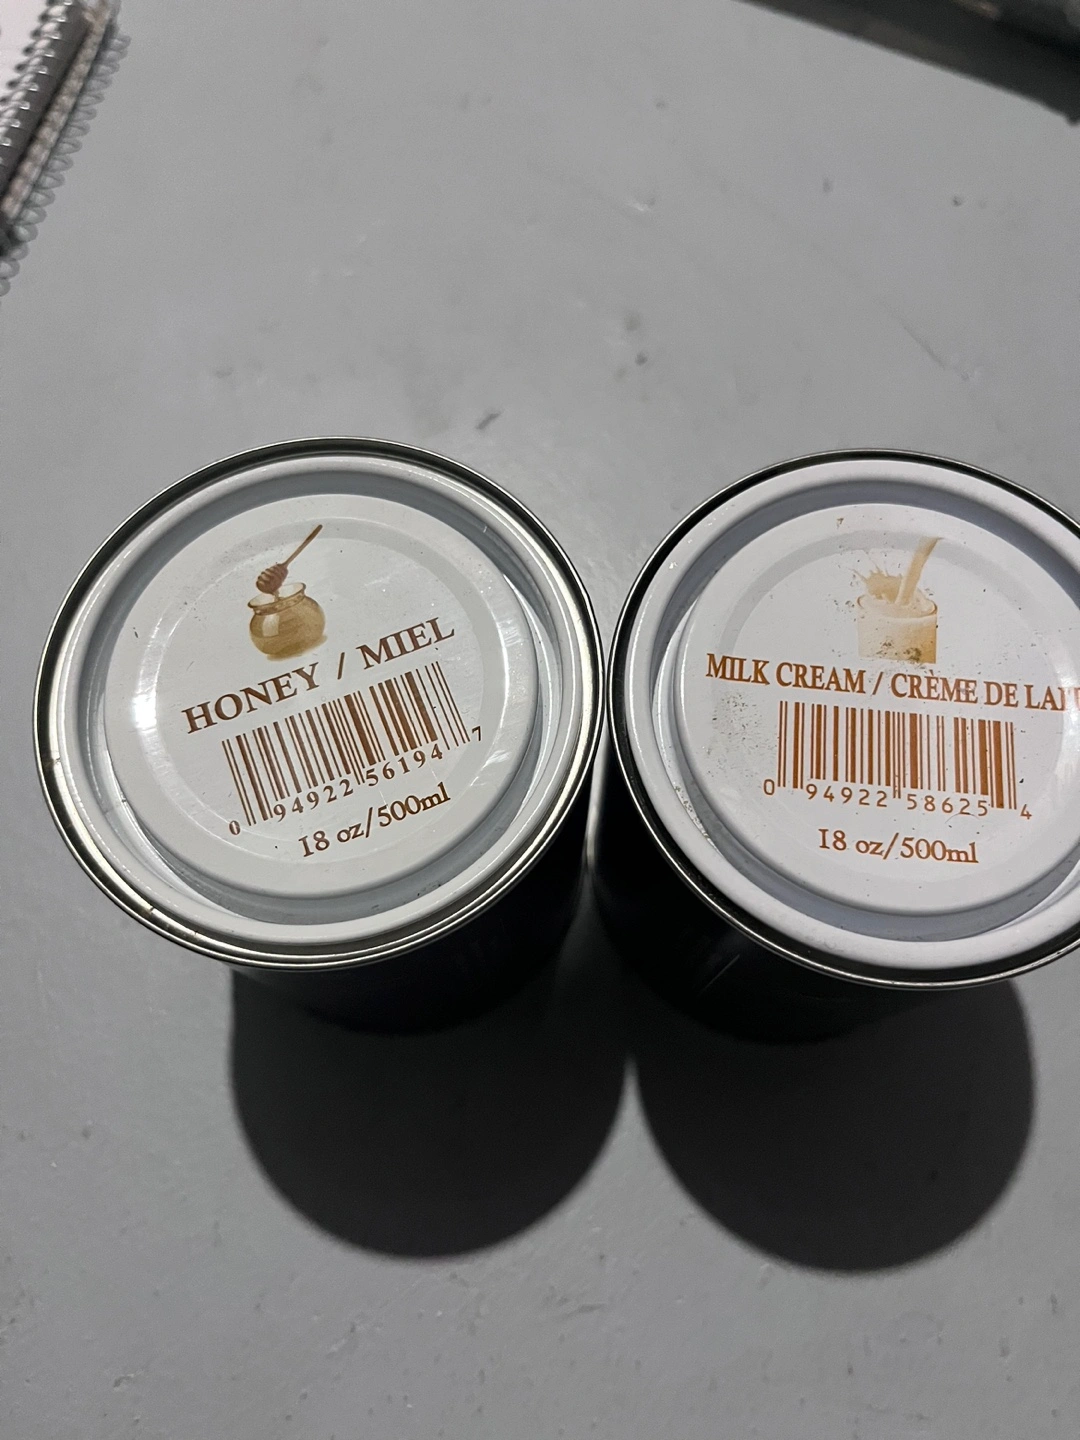 HONEY / MIEL
0 94922 56194 7
18 oz/500ml
MILK CREAM / CRÈME DE LAIT
0 94922 58625 4
18 oz/500ml